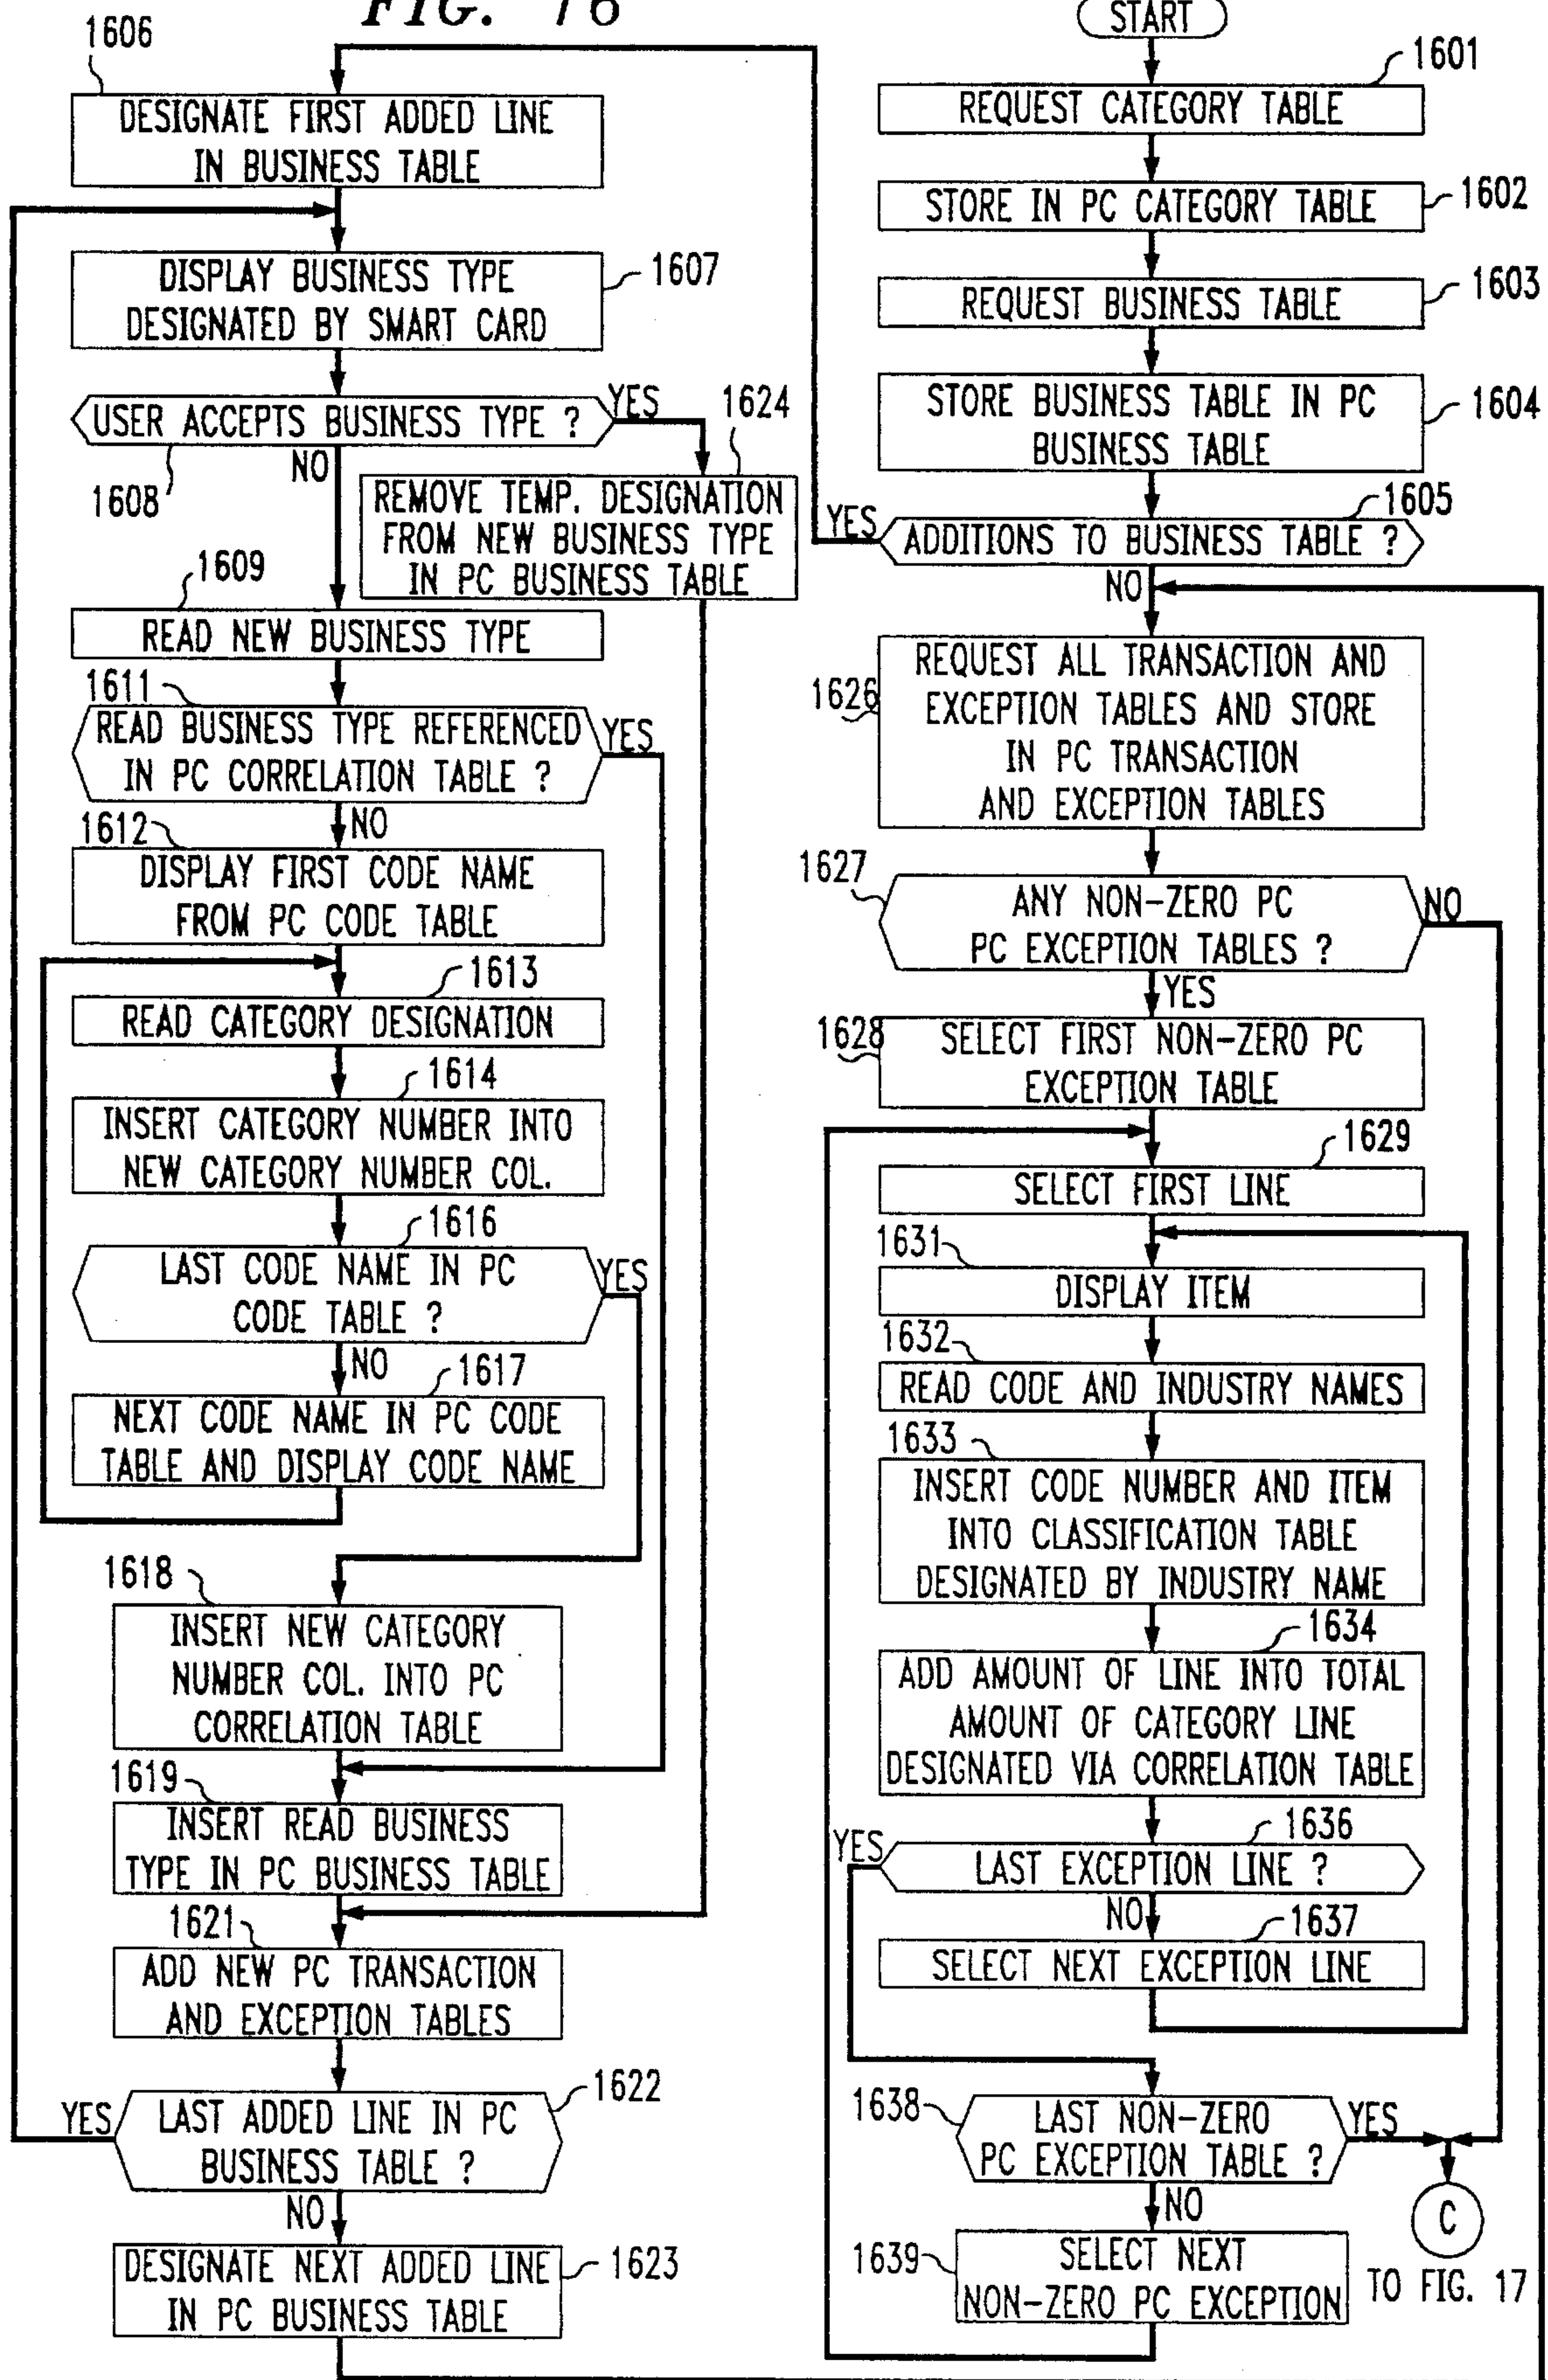 FIG. 16
1606
DESIGNATE FIRST ADDED LINE
IN BUSINESS TABLE
DISPLAY BUSINESS TYPE
DESIGNATED BY SMART CARD
1607
USER ACCEPTS BUSINESS TYPE ?
YES
NO
1608
1624
REMOVE TEMP. DESIGNATION
FROM NEW BUSINESS TYPE
IN PC BUSINESS TABLE
1609
READ NEW BUSINESS TYPE
1611
READ BUSINESS TYPE REFERENCED
IN PC CORRELATION TABLE ?
YES
NO
1612
DISPLAY FIRST CODE NAME
FROM PC CODE TABLE
1613
READ CATEGORY DESIGNATION
1614
INSERT CATEGORY NUMBER INTO
NEW CATEGORY NUMBER COL.
1616
LAST CODE NAME IN PC
CODE TABLE ?
YES
NO
1617
NEXT CODE NAME IN PC CODE
TABLE AND DISPLAY CODE NAME
1618
INSERT NEW CATEGORY
NUMBER COL. INTO PC
CORRELATION TABLE
1619
INSERT READ BUSINESS
TYPE IN PC BUSINESS TABLE
1621
ADD NEW PC TRANSACTION
AND EXCEPTION TABLES
1622
LAST ADDED LINE IN PC
BUSINESS TABLE ?
YES
NO
DESIGNATE NEXT ADDED LINE
IN PC BUSINESS TABLE
1623
START
1601
REQUEST CATEGORY TABLE
STORE IN PC CATEGORY TABLE
1602
REQUEST BUSINESS TABLE
1603
STORE BUSINESS TABLE IN PC
BUSINESS TABLE
1604
1605
YES
ADDITIONS TO BUSINESS TABLE ?
NO
1626
REQUEST ALL TRANSACTION AND
EXCEPTION TABLES AND STORE
IN PC TRANSACTION
AND EXCEPTION TABLES
1627
ANY NON-ZERO PC
PC EXCEPTION TABLES ?
NO
YES
1628
SELECT FIRST NON-ZERO PC
EXCEPTION TABLE
1629
SELECT FIRST LINE
1631
DISPLAY ITEM
1632
READ CODE AND INDUSTRY NAMES
1633
INSERT CODE NUMBER AND ITEM
INTO CLASSIFICATION TABLE
DESIGNATED BY INDUSTRY NAME
1634
ADD AMOUNT OF LINE INTO TOTAL
AMOUNT OF CATEGORY LINE
DESIGNATED VIA CORRELATION TABLE
1636
YES
LAST EXCEPTION LINE ?
NO
1637
SELECT NEXT EXCEPTION LINE
1638
LAST NON-ZERO
PC EXCEPTION TABLE ?
YES
NO
C
TO FIG. 17
1639
SELECT NEXT
NON-ZERO PC EXCEPTION